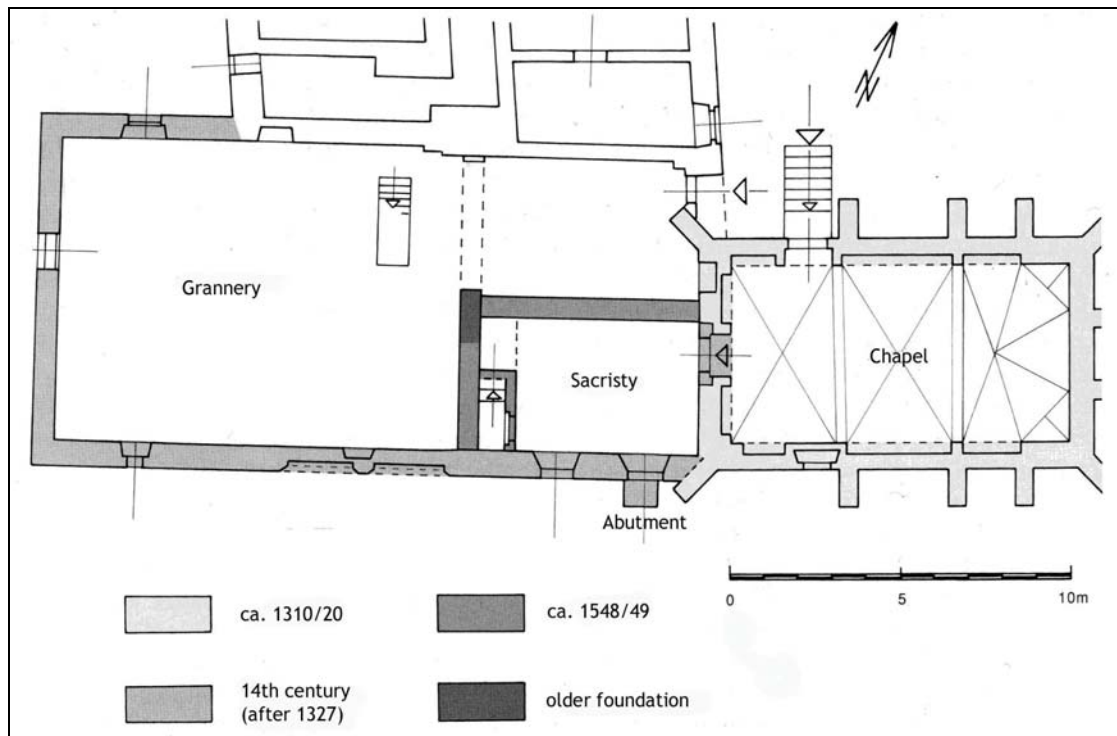 N
Grannery
Sacristy
Chapel
Abutment
0 5 10m
ca. 1310/20
ca. 1548/49
14th century
(after 1327)
older foundation